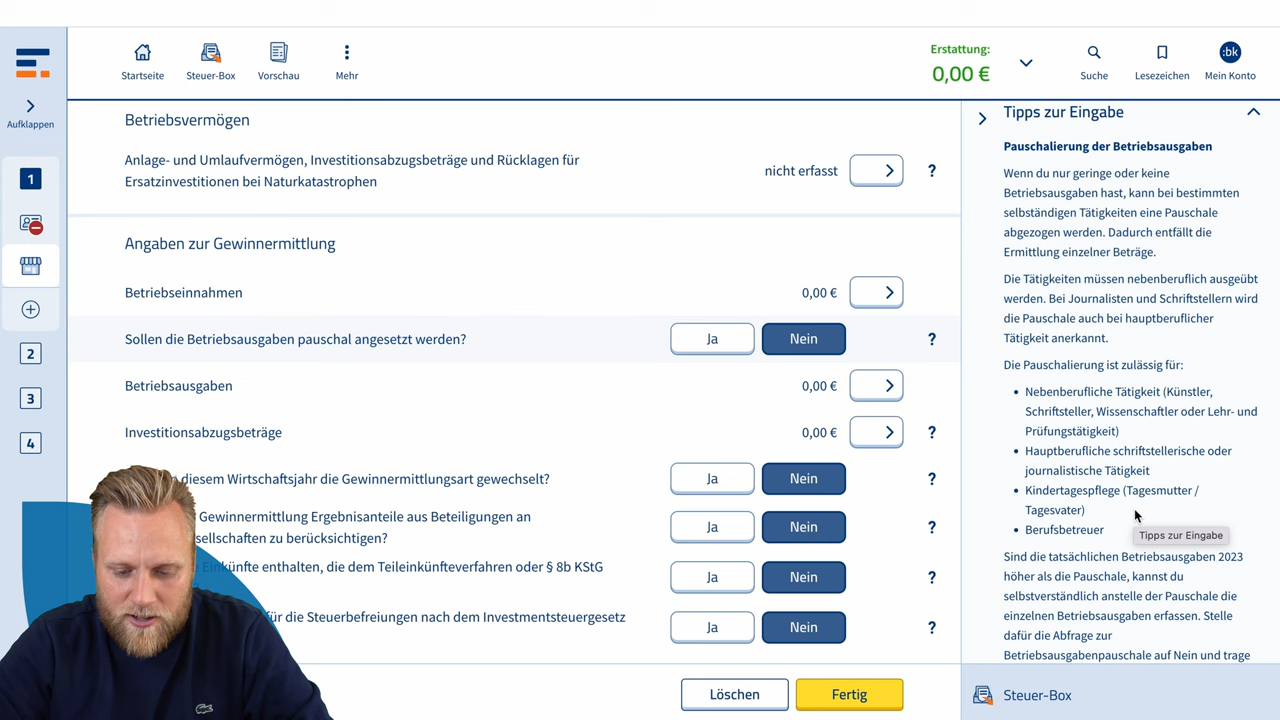 Startseite
Steuer-Box
Vorschau
Mehr
Erstattung:
0,00 €
Suche
Lesezeichen
:bk
Mein Konto
Aufklappen
1
2
3
4
Betriebsvermögen
Anlage- und Umlaufvermögen, Investitionsabzugsbeträge und Rücklagen für
Ersatzinvestitionen bei Naturkatastrophen
nicht erfasst
?
Angaben zur Gewinnermittlung
Betriebseinnahmen
0,00 €
Sollen die Betriebsausgaben pauschal angesetzt werden?
Ja
Nein
?
Betriebsausgaben
0,00 €
Investitionsabzugsbeträge
0,00 €
?
diesem Wirtschaftsjahr die Gewinnermittlungsart gewechselt?
Ja
Nein
?
Gewinnermittlung Ergebnisanteile aus Beteiligungen an
sellschaften zu berücksichtigen?
Ja
Nein
?
Einkünfte enthalten, die dem Teileinkünfteverfahren oder § 8b KStG
Ja
Nein
?
für die Steuerbefreiungen nach dem Investmentsteuergesetz
Ja
Nein
?
Löschen
Fertig
Tipps zur Eingabe
Pauschalierung der Betriebsausgaben
Wenn du nur geringe oder keine
Betriebsausgaben hast, kann bei bestimmten
selbständigen Tätigkeiten eine Pauschale
abgezogen werden. Dadurch entfällt die
Ermittlung einzelner Beträge.
Die Tätigkeiten müssen nebenberuflich ausgeübt
werden. Bei Journalisten und Schriftstellern wird
die Pauschale auch bei hauptberuflicher
Tätigkeit anerkannt.
Die Pauschalierung ist zulässig für:
• Nebenberufliche Tätigkeit (Künstler,
Schriftsteller, Wissenschaftler oder Lehr- und
Prüfungstätigkeit)
• Hauptberufliche schriftstellerische oder
journalistische Tätigkeit
• Kindertagespflege (Tagesmutter /
Tagesvater)
• Berufsbetreuer
Tipps zur Eingabe
Sind die tatsächlichen Betriebsausgaben 2023
höher als die Pauschale, kannst du
selbstverständlich anstelle der Pauschale die
einzelnen Betriebsausgaben erfassen. Stelle
dafür die Abfrage zur
Betriebsausgabenpauschale auf Nein und trage
Steuer-Box